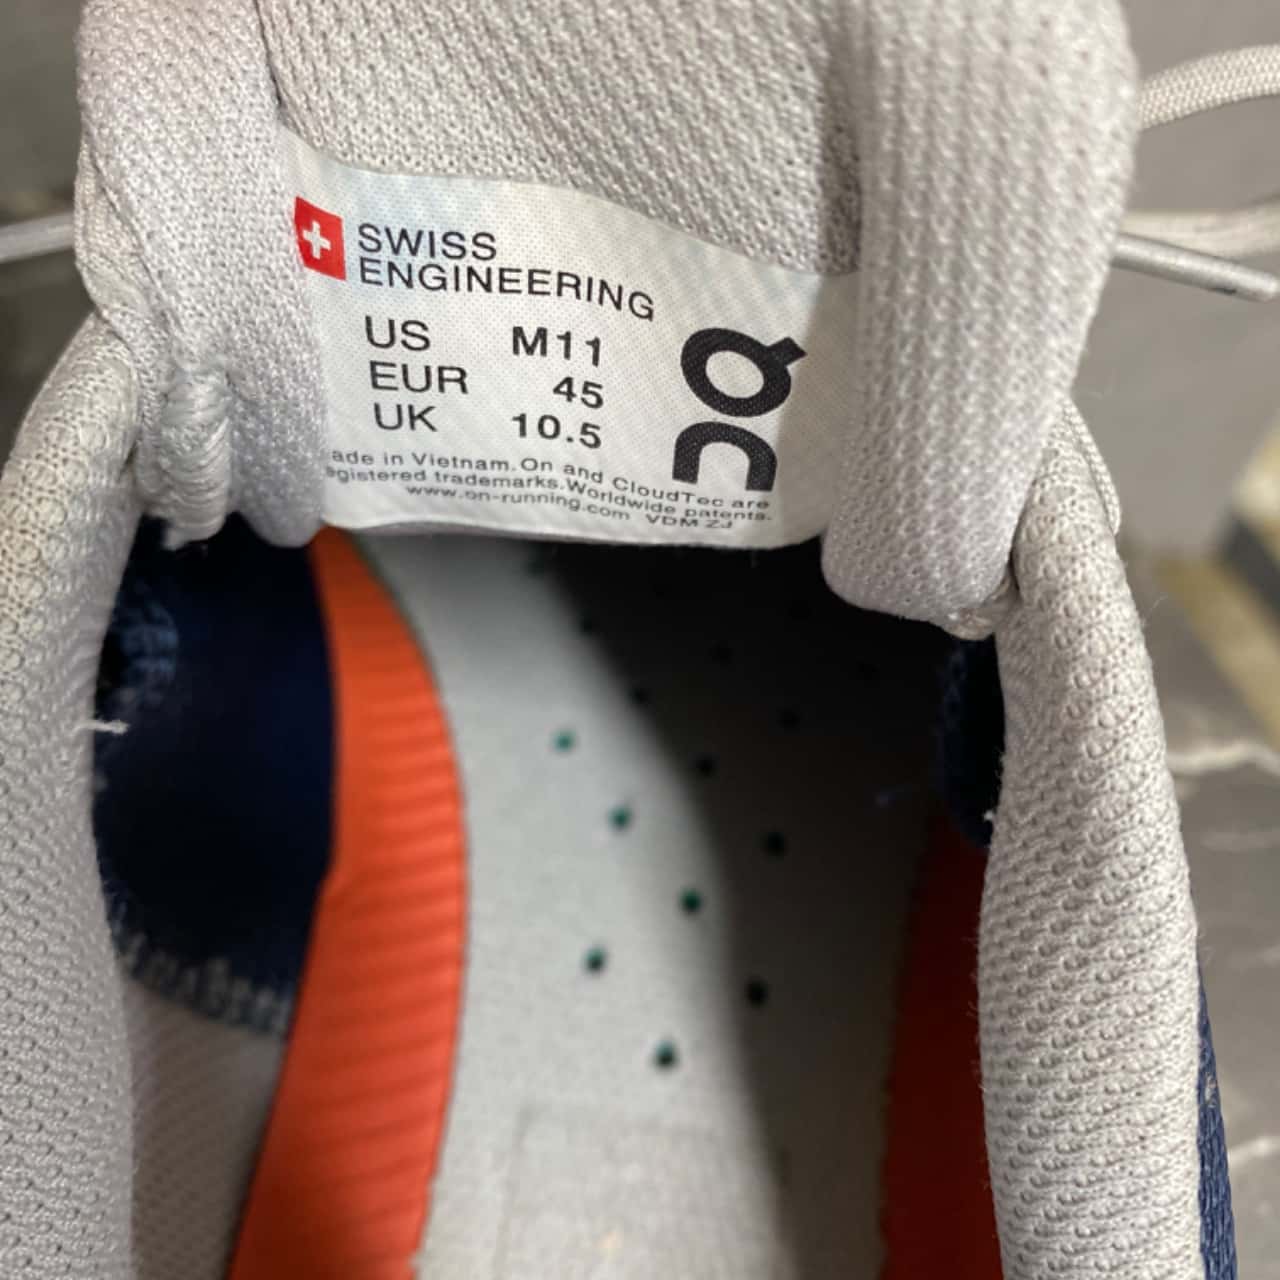 SWISS
ENGINEERING
US M11
EUR 45
UK 10.5
ade in Vietnam. On and CloudTec are
egistered trademarks. Worldwide patents.
www.on-running.com VDM ZJ
On